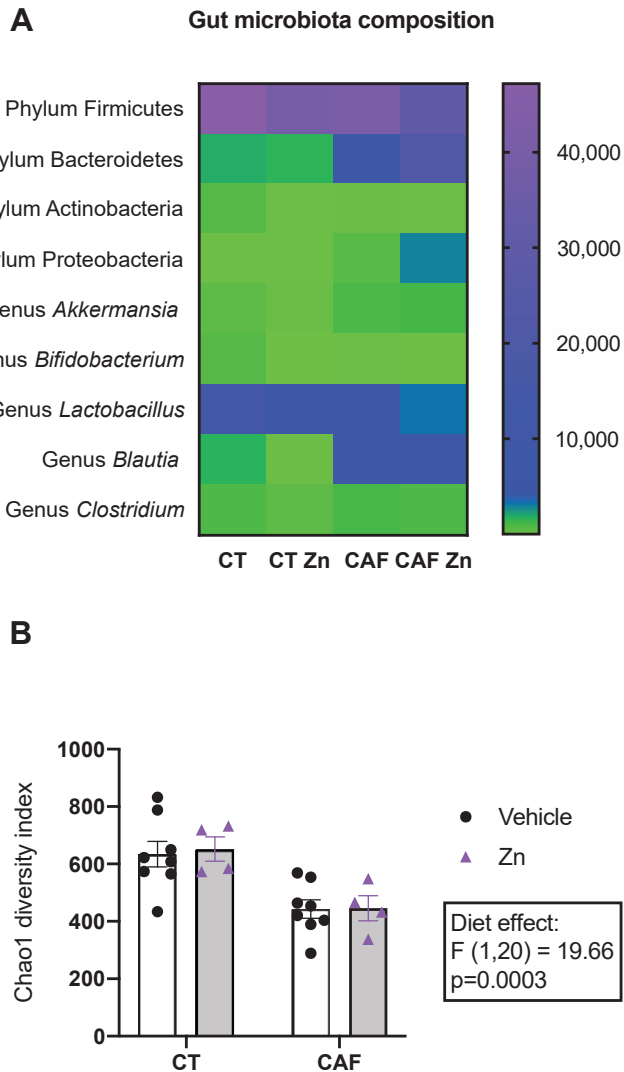 A
Gut microbiota composition
Phylum Firmicutes
ylum Bacteroidetes
ylum Actinobacteria
lum Proteobacteria
enus Akkermansia
nus Bifidobacterium
Genus Lactobacillus
Genus Blautia
Genus Clostridium
40,000
30,000
20,000
10,000
CT CT Zn CAF CAF Zn
B
Chao1 diversity index
1000
800
600
400
200
0
CT CAF
Vehicle
Zn
Diet effect:
F (1,20) = 19.66
p=0.0003